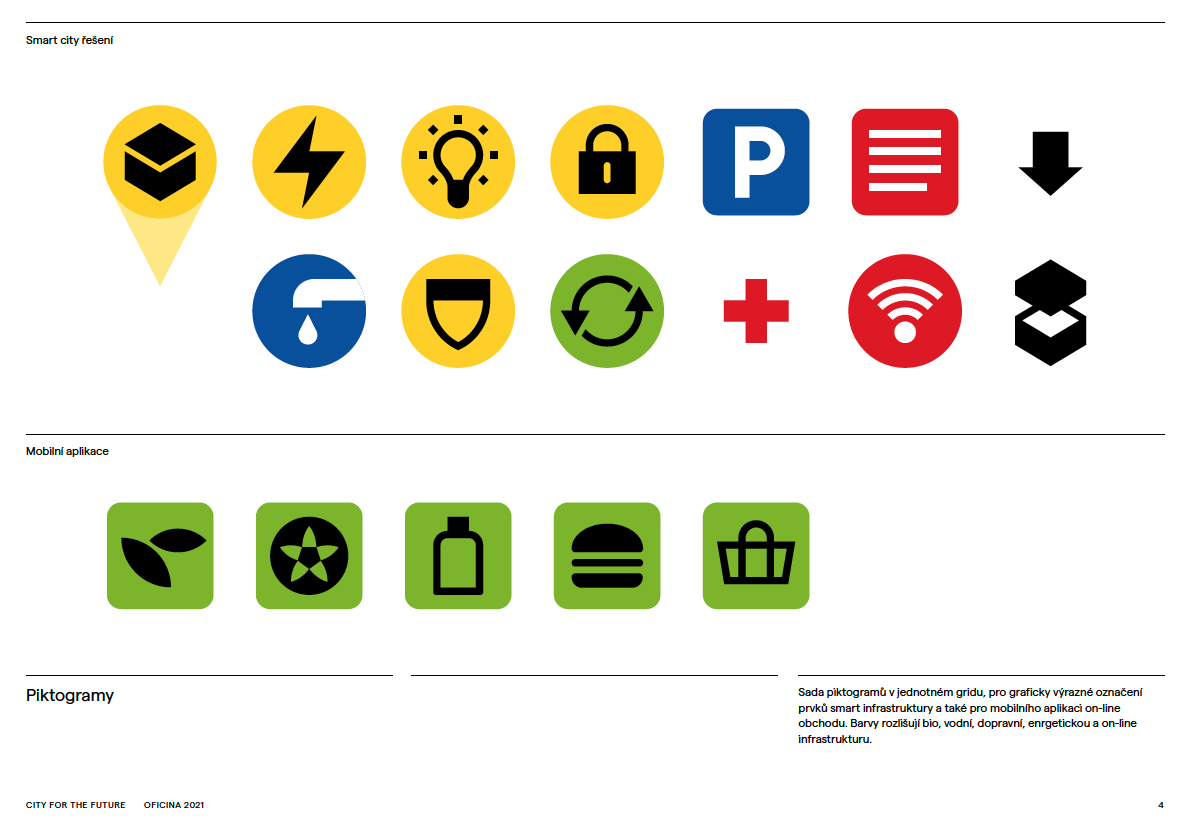 Smart city řešení
P
Mobilní aplikace
Piktogramy
Sada piktogramů v jednotném gridu, pro graficky výrazné označení
prvků smart infrastruktury a také pro mobilního aplikaci on-line
obchodu. Barvy rozlišují bio, vodní, dopravní, enrgetickou a on-line
infrastrukturu.
CITY FOR THE FUTURE OFICINA 2021
4